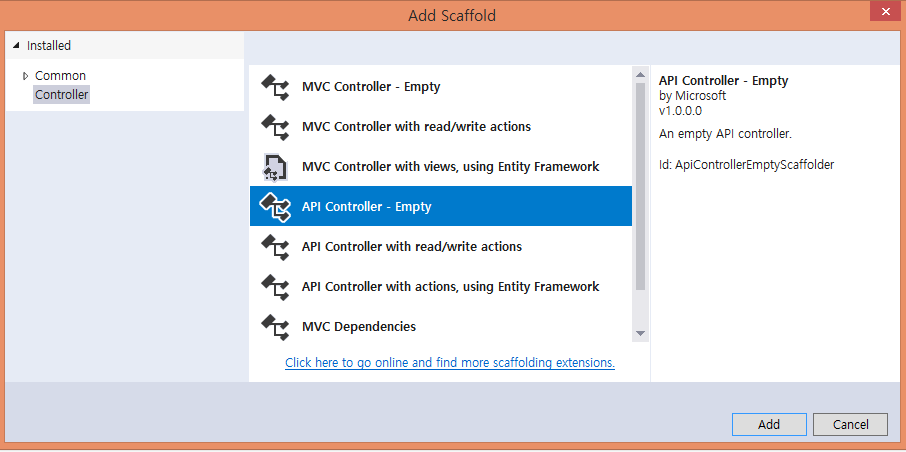 Add Scaffold
Installed
Common
Controller
MVC Controller - Empty
MVC Controller with read/write actions
MVC Controller with views, using Entity Framework
API Controller - Empty
API Controller with read/write actions
API Controller with actions, using Entity Framework
MVC Dependencies
Click here to go online and find more scaffolding extensions.
API Controller - Empty
by Microsoft
v1.0.0.0
An empty API controller.
Id: ApiControllerEmptyScaffolder
Add
Cancel